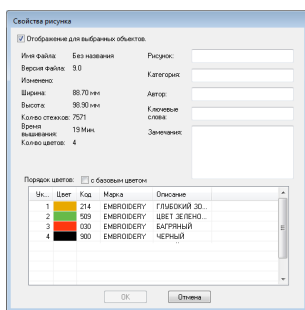 Свойства рисунка
Отображение для выбранных объектов.
Имя файла: Без названия
Рисунок:
Версия файла: 9.0
Категория:
Изменено:
Ширина: 88.70 мм
Автор:
Высота: 98.90 мм
Ключевые слова:
Кол-во стежков: 7571
Время вышивания: 19 Мин.
Замечания:
Кол-во цветов: 4
Порядок цветов: с базовым цветом
Ук... Цвет Код Марка Описание
1 214 EMBROIDERY. ГЛУБОКИЙ ЗО...
2 509 EMBROIDERY. ЦВЕТ ЗЕЛЕНО...
3 030 EMBROIDERY. БАГРЯНЫЙ
4 900 EMBROIDERY. ЧЕРНЫЙ
OK Отмена